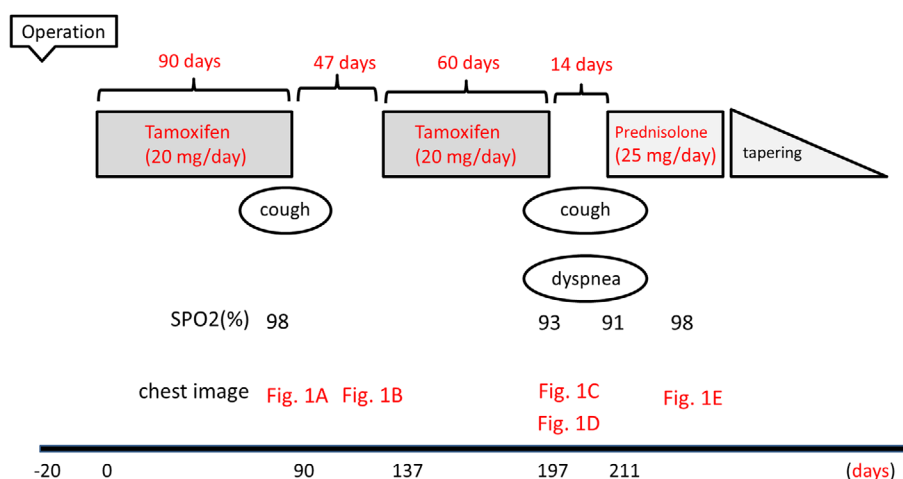 Operation
90 days
47 days
60 days
14 days
Tamoxifen
(20 mg/day)
Tamoxifen
(20 mg/day)
Prednisolone
(25 mg/day)
tapering
cough
cough
dyspnea
SPO2(%) 98 93 91 98
chest image Fig. 1A Fig. 1B Fig. 1C Fig. 1E
Fig. 1D
-20 0 90 137 197 211 (days)